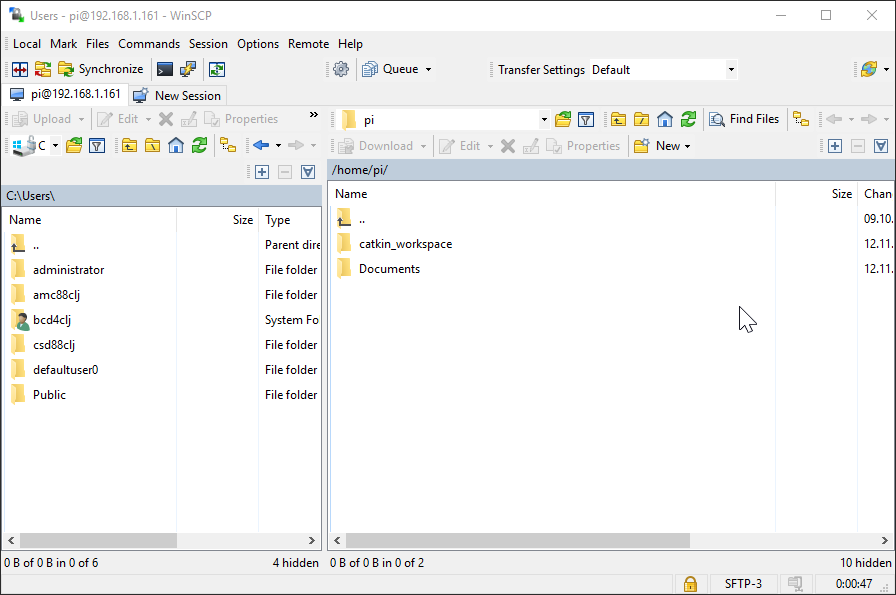 Users - pi@192.168.1.161 - WinSCP
Local Mark Files Commands Session Options Remote Help
Synchronize Queue Transfer Settings Default
pi@192.168.1.161 New Session
Upload Edit Properties » pi Find Files
C Download Edit Properties New
C:\Users\ /home/pi/
Name Size Type
..  Parent dire
administrator File folder
amc88clj File folder
bcd4clj System Fo
csd88clj File folder
defaultuser0 File folder
Public File folder
Name Size Chan
.. 09.10.
catkin_workspace 12.11.
Documents 12.11.
0 B of 0 B in 0 of 6 4 hidden
0 B of 0 B in 0 of 2 10 hidden
SFTP-3 0:00:47